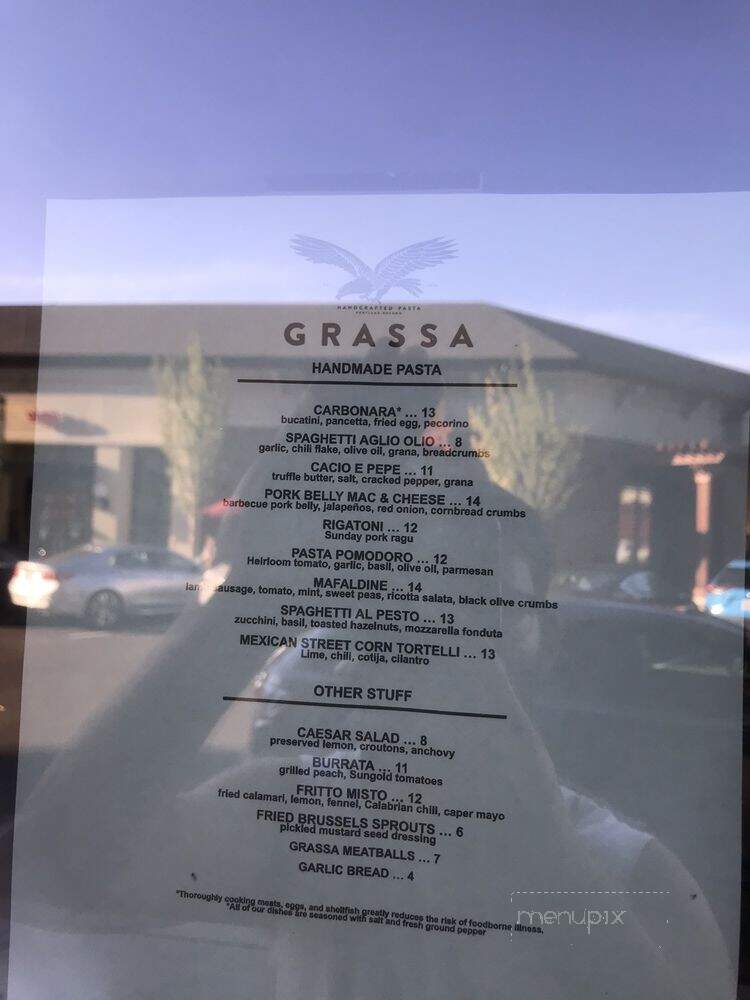 HANDCRAFTED PASTA
PORTLAND OREGON
GRASSA
HANDMADE PASTA
CARBONARA* ... 13
bucatini, pancetta, fried egg, pecorino
SPAGHETTI AGLIO OLIO ... 8
garlic, chili flake, olive oil, grana, breadcrumbs
CACIO E PEPE ... 11
truffle butter, salt, cracked pepper, grana
PORK BELLY MAC & CHEESE ... 14
barbecue pork belly, jalapeños, red onion, cornbread crumbs
RIGATONI ... 12
Sunday pork ragu
PASTA POMODORO ... 12
Heirloom tomato, garlic, basil, olive oil, parmesan
MAFALDINE ... 14
lamb sausage, tomato, mint, sweet peas, ricotta salata, black olive crumbs
SPAGHETTI AL PESTO ... 13
zucchini, basil, toasted hazelnuts, mozzarella fonduta
MEXICAN STREET CORN TORTELLI ... 13
Lime, chili, cotija, cilantro
OTHER STUFF
CAESAR SALAD ... 8
preserved lemon, croutons, anchovy
BURRATA ... 11
grilled peach, Sungold tomatoes
FRITTO MISTO ... 12
fried calamari, lemon, fennel, Calabrian chili, caper mayo
FRIED BRUSSELS SPROUTS ... 6
pickled mustard seed dressing
GRASSA MEATBALLS ... 7
GARLIC BREAD ... 4
*Thoroughly cooking meats, eggs, and shellfish greatly reduces the risk of foodborne illness.
*All of our dishes are seasoned with salt and fresh ground pepper
menupix